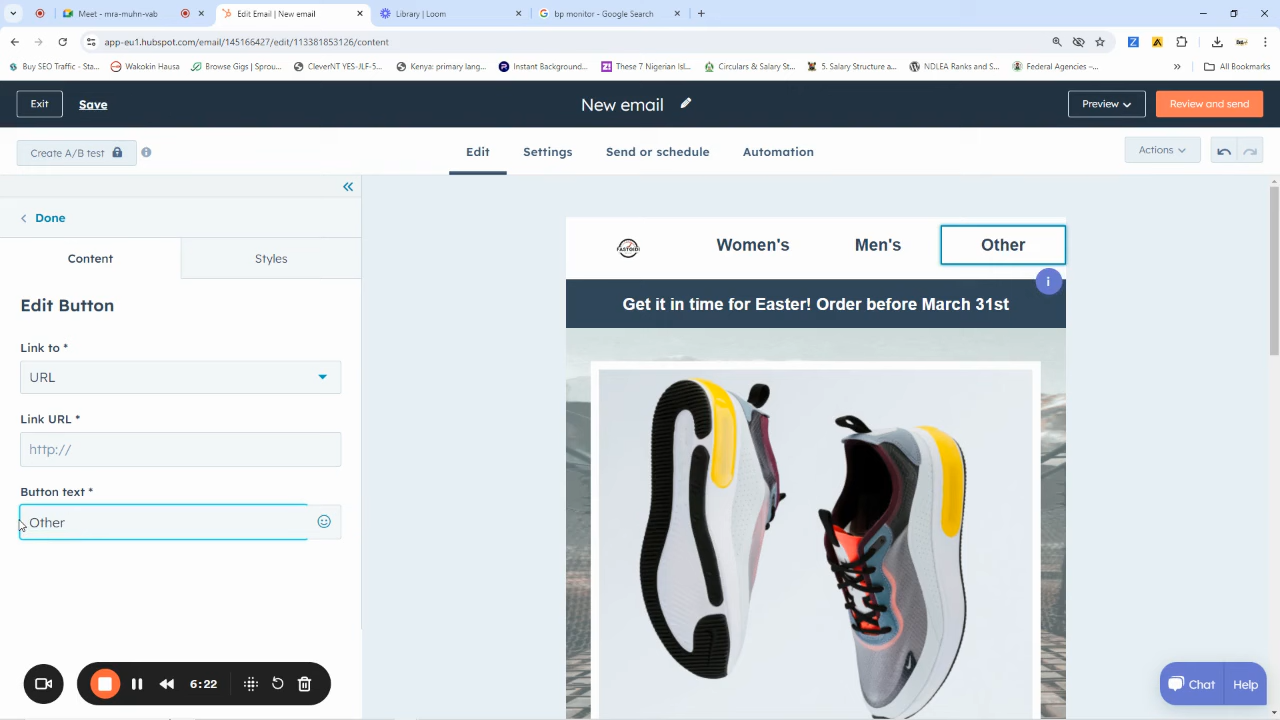 Meet - mra-muhn-vab
Edit Email | New email
Library | Loom
bp monitor - Google Search
app-eu1.hubspot.com/email/145166427/edit/113381853126/content
Buy SEO Traffic - Sta...
Wakokin Hausa
Browse Gigs | Sprou...
CleverNT YES-JLF-5...
Kenya: primary lang...
Instant Background...
These 7 Nigerian Isl...
Circulars & Salary St...
5. Salary Structure a...
NDLEA Ranks and S...
Federal Agencies –...
All Bookmarks
Exit
Save
New email
Preview
Review and send
Create A/B test
Edit
Settings
Send or schedule
Automation
Actions
Done
Content
Styles
Edit Button
Link to *
URL
Link URL *
http://
Button text *
Other
Women's
Men's
Other
Get it in time for Easter! Order before March 31st
Chat
Help